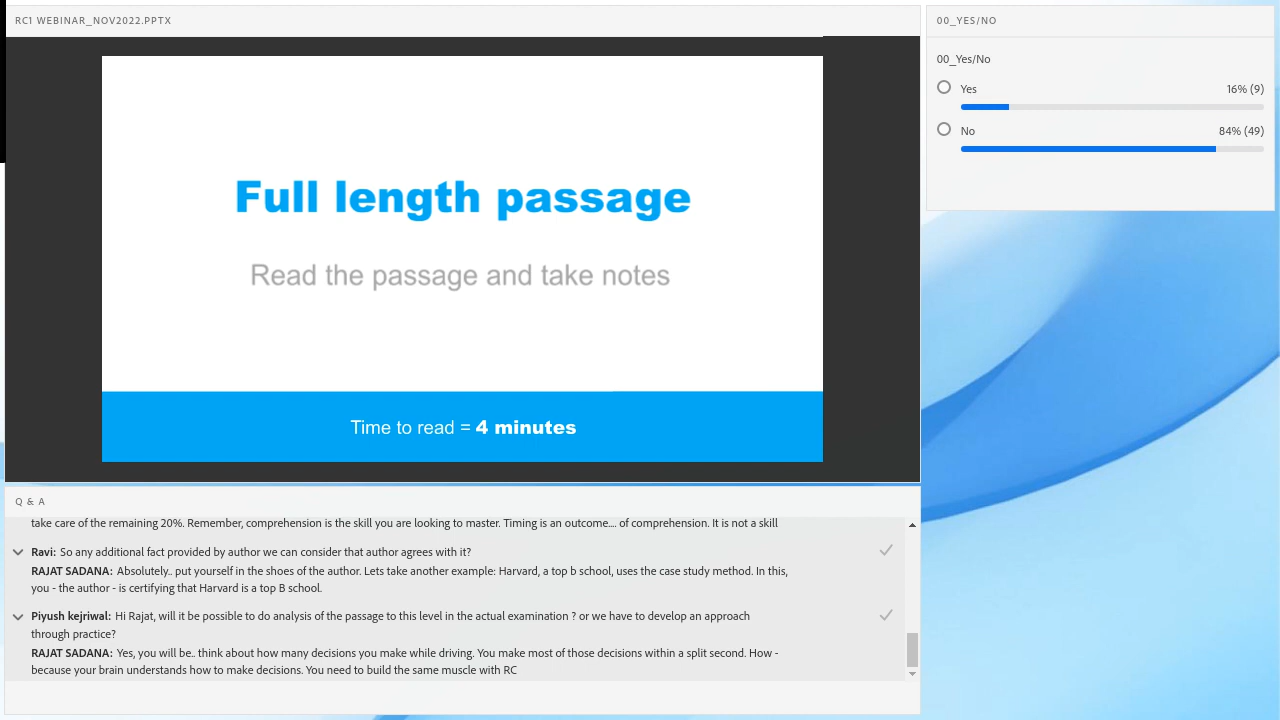 RC1 WEBINAR_NOV2022.PPTX
Full length passage
Read the passage and take notes
Time to read = 4 minutes
00_YES/NO
00_Yes/No
Yes 16% (9)
No 84% (49)
Q & A
take care of the remaining 20%. Remember, comprehension is the skill you are looking to master. Timing is an outcome.... of comprehension. It is not a skill
Ravi: So any additional fact provided by author we can consider that author agrees with it?
RAJAT SADANA: Absolutely.. put yourself in the shoes of the author. Lets take another example: Harvard, a top b school, uses the case study method. In this,
you - the author - is certifying that Harvard is a top B school.
Piyush kejriwal: Hi Rajat, will it be possible to do analysis of the passage to this level in the actual examination ? or we have to develop an approach
through practice?
RAJAT SADANA: Yes, you will be.. think about how many decisions you make while driving. You make most of those decisions within a split second. How -
because your brain understands how to make decisions. You need to build the same muscle with RC